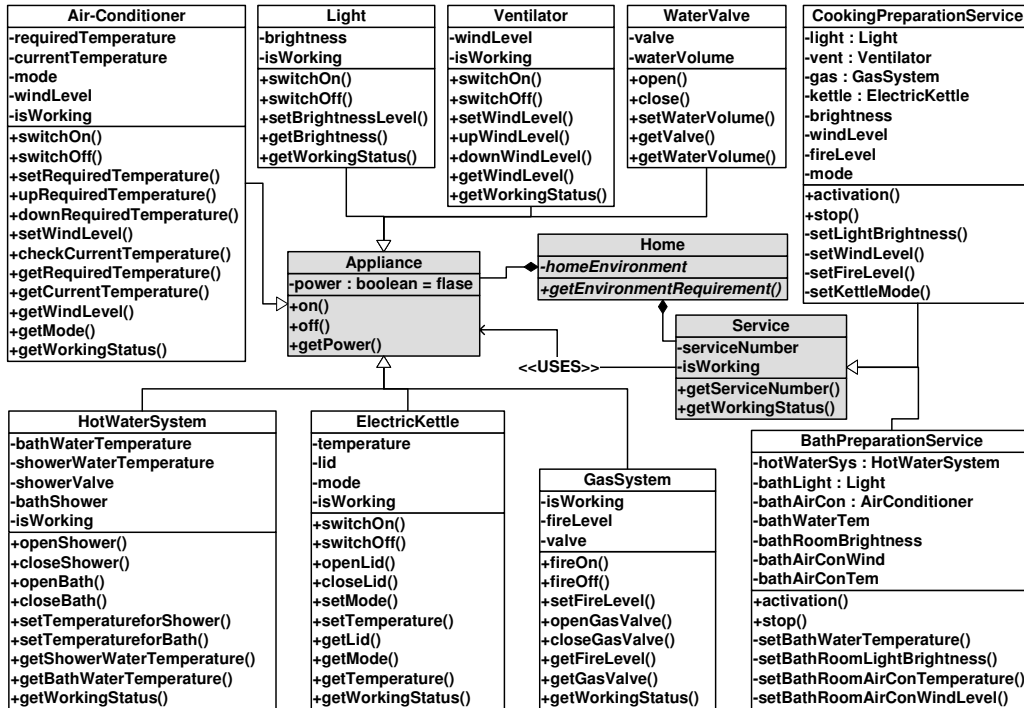 Air-Conditioner
-requiredTemperature
-currentTemperature
-mode
-windLevel
-isWorking
+switchOn()
+switchOff()
+setRequiredTemperature()
+upRequiredTemperature()
+downRequiredTemperature()
+setWindLevel()
+checkCurrentTemperature()
+getRequiredTemperature()
+getCurrentTemperature()
+getWindLevel()
+getMode()
+getWorkingStatus()
Light
-brightness
-isWorking
+switchOn()
+switchOff()
+setBrightnessLevel()
+getBrightness()
+getWorkingStatus()
Ventilator
-windLevel
-isWorking
+switchOn()
+switchOff()
+setWindLevel()
+upWindLevel()
+downWindLevel()
+getWindLevel()
+getWorkingStatus()
WaterValve
-valve
-waterVolume
+open()
+close()
+setWaterVolume()
+getValve()
+getWaterVolume()
CookingPreparationService
-light : Light
-vent : Ventilator
-gas : GasSystem
-kettle : ElectricKettle
-brightness
-windLevel
-fireLevel
-mode
+activation()
+stop()
-setLightBrightness()
-setWindLevel()
-setFireLevel()
-setKettleMode()
Appliance
-power : boolean = flase
+on()
+off()
+getPower()
Home
-homeEnvironment
+getEnvironmentRequirement()
<<USES>>
Service
-serviceNumber
-isWorking
+getServiceNumber()
+getWorkingStatus()
HotWaterSystem
-bathWaterTemperature
-showerWaterTemperature
-showerValve
-bathShower
-isWorking
+openShower()
+closeShower()
+openBath()
+closeBath()
+setTemperatureforShower()
+setTemperatureforBath()
+getShowerWaterTemperature()
+getBathWaterTemperature()
+getWorkingStatus()
ElectricKettle
-temperature
-lid
-mode
-isWorking
+switchOn()
+switchOff()
+openLid()
+closeLid()
+setMode()
+setTemperature()
+getLid()
+getMode()
+getTemperature()
+getWorkingStatus()
GasSystem
-isWorking
-fireLevel
-valve
+fireOn()
+fireOff()
+setFireLevel()
+openGasValve()
+closeGasValve()
+getFireLevel()
+getGasValve()
+getWorkingStatus()
BathPreparationService
-hotWaterSys : HotWaterSystem
-bathLight : Light
-bathAirCon : AirConditioner
-bathWaterTem
-bathRoomBrightness
-bathAirConWind
-bathAirConTem
+activation()
+stop()
-setBathWaterTemperature()
-setBathRoomLightBrightness()
-setBathRoomAirConTemperature()
-setBathRoomAirConWindLevel()